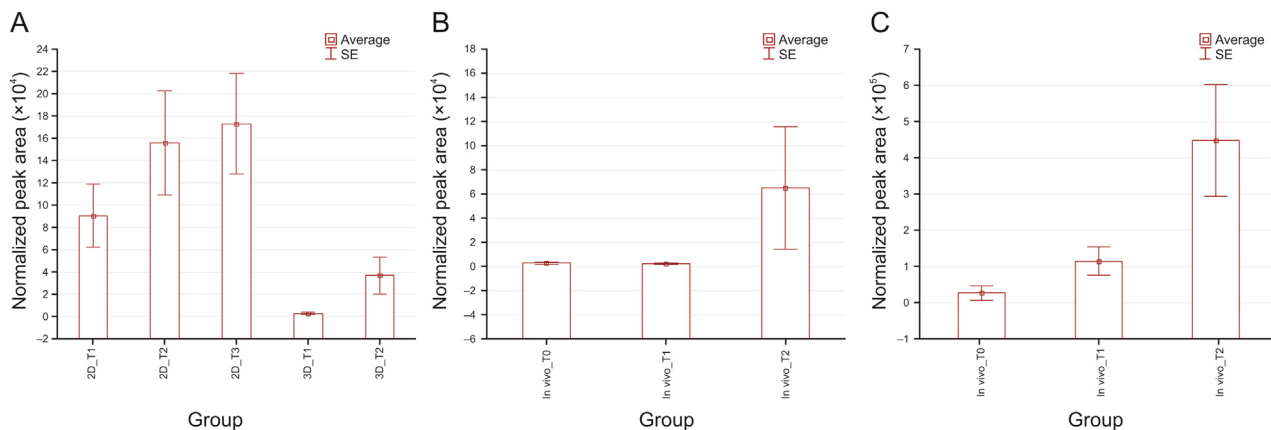 A
Average
SE
Normalized peak area (×10⁴)
24
22
20
18
16
14
12
10
8
6
4
2
0
–2
2D_T1
2D_T2
2D_T3
3D_T1
3D_T2
Group
B
Average
SE
Normalized peak area (×10⁴)
18
16
14
12
10
8
6
4
2
0
–2
–4
–6
In vivo_T0
In vivo_T1
In vivo_T2
Group
C
Average
SE
Normalized peak area (×10⁵)
7
6
5
4
3
2
1
0
–1
In vivo_T0
In vivo_T1
In vivo_T2
Group